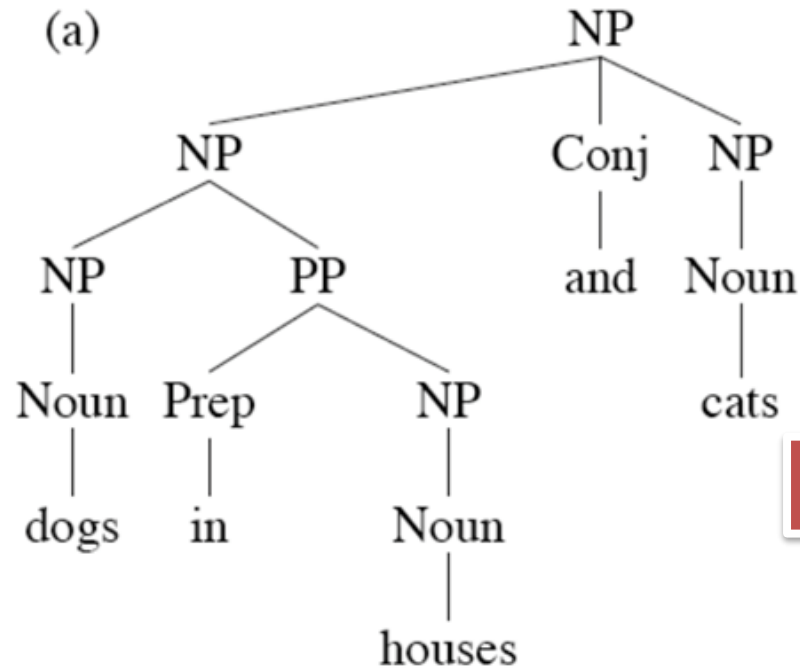 (a) NP
NP Conj NP
NP PP and Noun
Noun Prep NP cats
dogs in Noun
houses